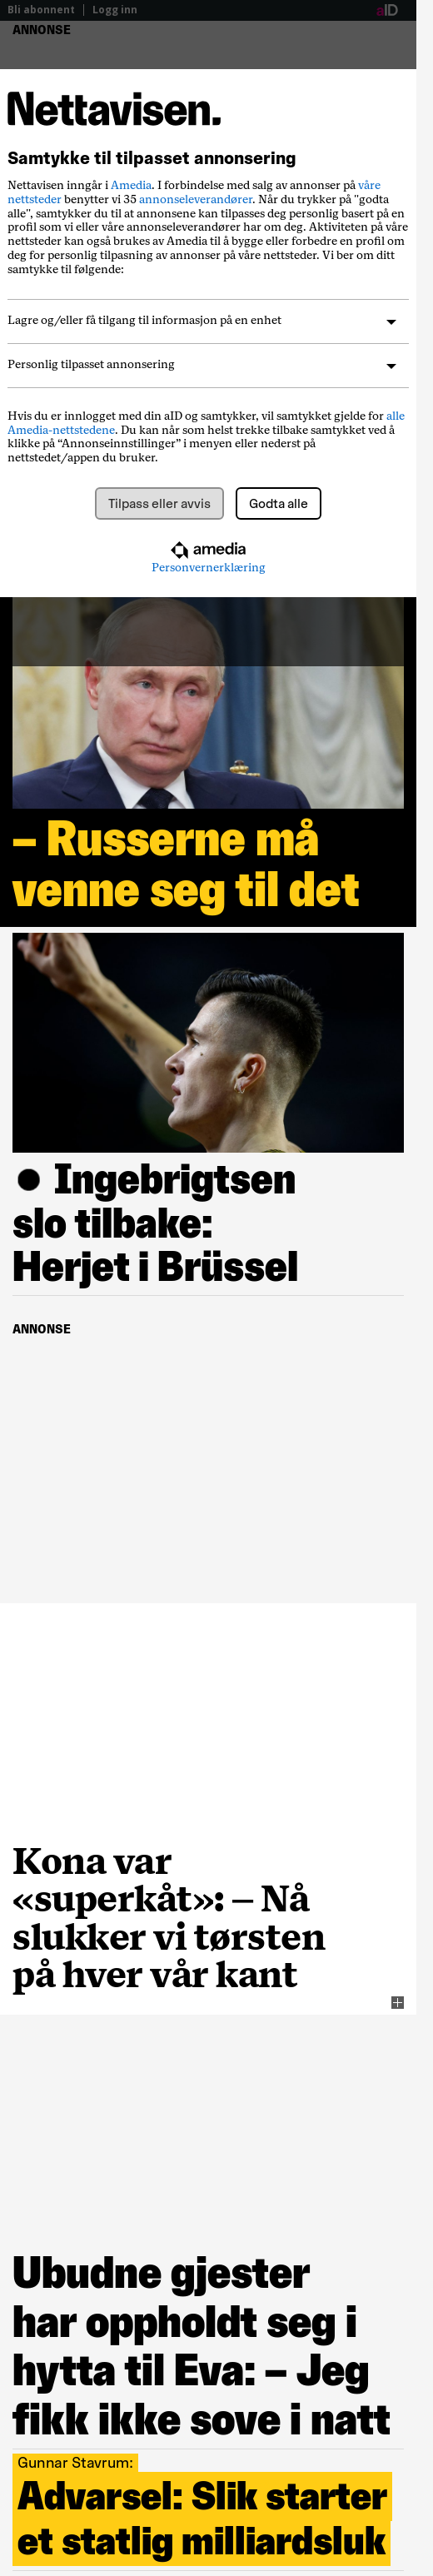 Bli abonnent | Logg inn
aID
ANNONSE
Nettavisen.
Samtykke til tilpasset annonsering
Nettavisen inngår i Amedia. I forbindelse med salg av annonser på våre
nettsteder benytter vi 35 annonseleverandører. Når du trykker på "godta
alle", samtykker du til at annonsene kan tilpasses deg personlig basert på en
profil som vi eller våre annonseleverandører har om deg. Aktiviteten på våre
nettsteder kan også brukes av Amedia til å bygge eller forbedre en profil om
deg for personlig tilpasning av annonser på våre nettsteder. Vi ber om ditt
samtykke til følgende:
Lagre og/eller få tilgang til informasjon på en enhet
Personlig tilpasset annonsering
Hvis du er innlogget med din aID og samtykker, vil samtykket gjelde for alle
Amedia-nettstedene. Du kan når som helst trekke tilbake samtykket ved å
klikke på “Annonseinnstillinger” i menyen eller nederst på
nettstedet/appen du bruker.
Tilpass eller avvis
Godta alle
amedia
Personvernerklæring
– Russerne må
venne seg til det
Ingebrigtsen
slo tilbake:
Herjet i Brüssel
ANNONSE
Kona var
«superkåt»: – Nå
slukker vi tørsten
på hver vår kant
Ubudne gjester
har oppholdt seg i
hytta til Eva: – Jeg
fikk ikke sove i natt
Gunnar Stavrum:
Advarsel: Slik starter
et statlig milliardsluk